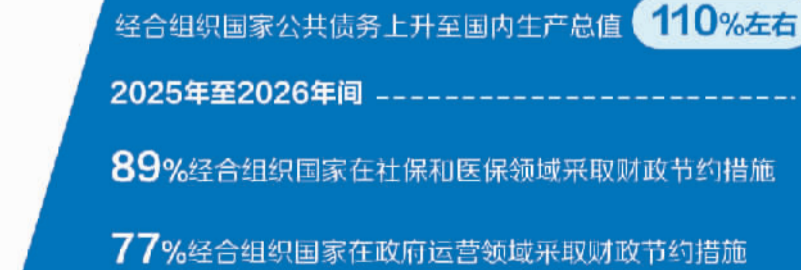 经合组织国家公共债务上升至国内生产总值 110%左右
2025年至2026年间
89%经合组织国家在社保和医保领域采取财政节约措施
77%经合组织国家在政府运营领域采取财政节约措施